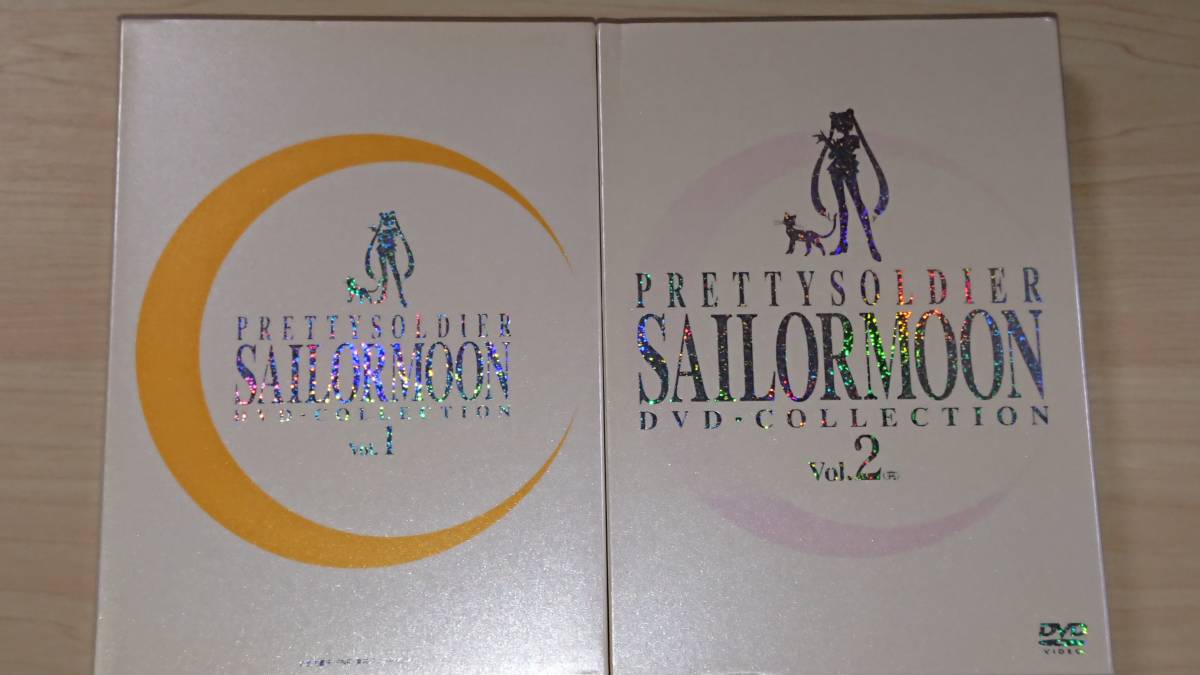 PRETTYSOLDIER
SAILORMOON
DVD·COLLECTION
Vol.1
PRETTYSOLDIER
SAILORMOON
DVD·COLLECTION
Vol.2
DVD
VIDEO